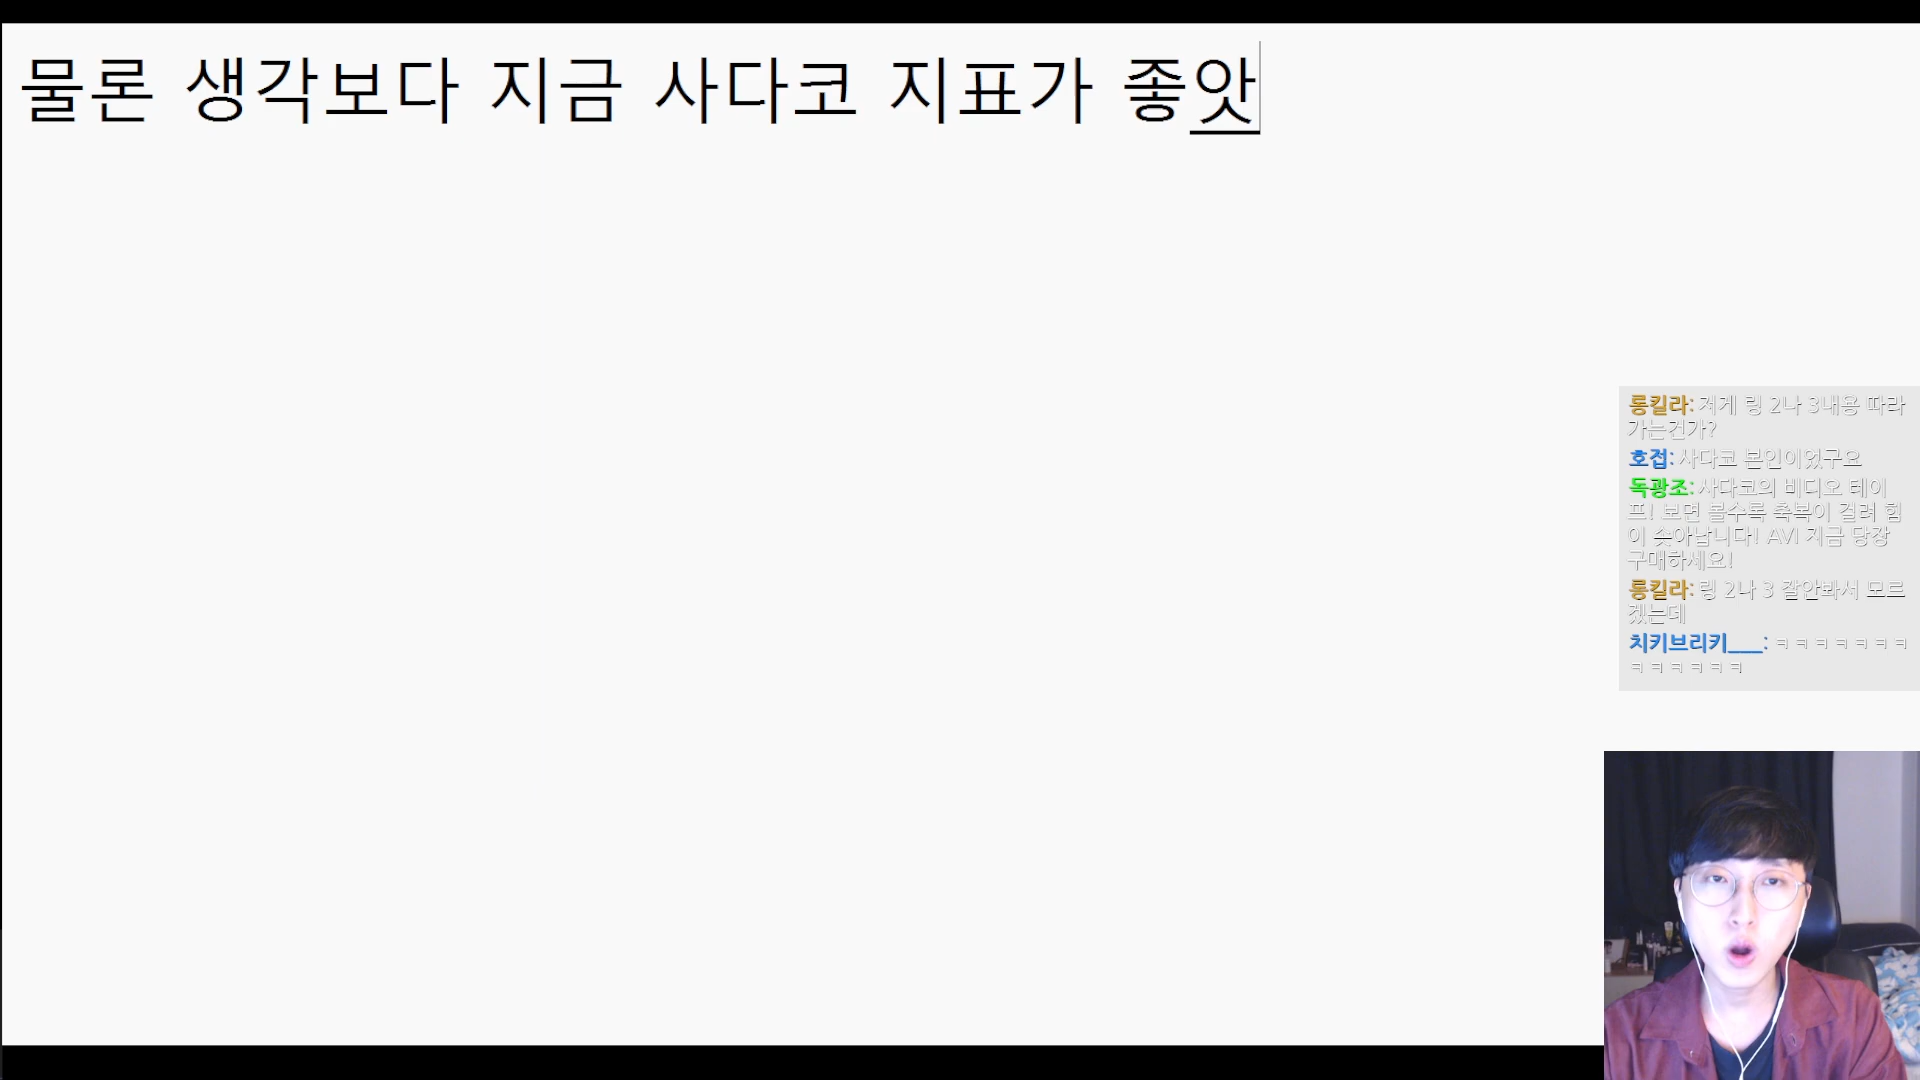 물론 생각보다 지금 사다코 지표가 좋앗
롱킬라: 저게 링 2나 3내용 따라
가는건가?
호접: 사다코 본인이었구요
독광조: 사다코의 비디오 테이
프! 보면 볼수록 축복이 걸려 힘
이 솟아납니다! AVI 지금 당장
구매하세요!
롱킬라: 링 2나 3 잘안봐서 모르
겠는데
치키브리키___: ㅋㅋㅋㅋㅋㅋㅋ
ㅋㅋㅋㅋㅋㅋ